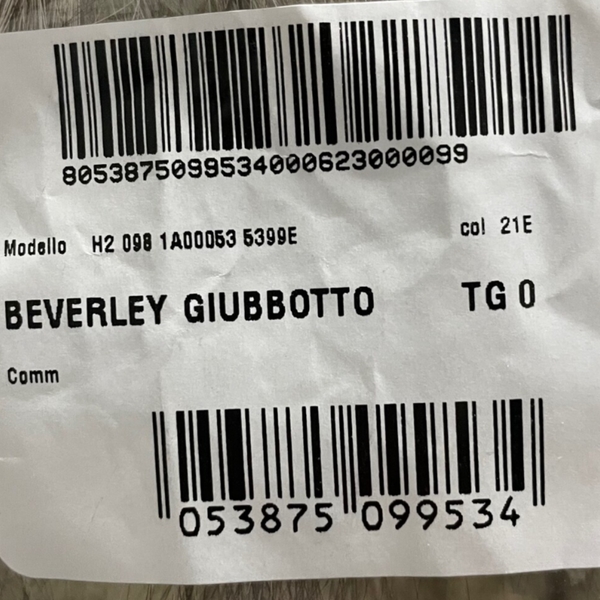 8053875099534000623000099
Modello H2 098 1A00053 5399E col 21E
BEVERLEY GIUBBOTTO TG 0
Comm
053875 099534